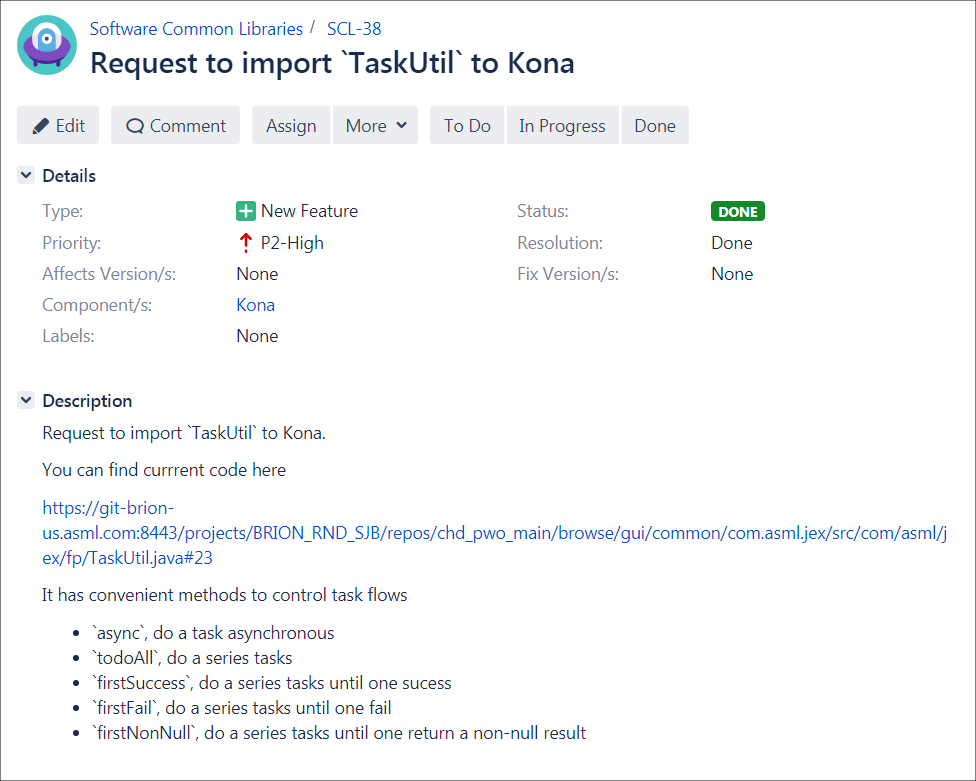 Software Common Libraries / SCL-38
Request to import `TaskUtil` to Kona
Edit Comment Assign More To Do In Progress Done
Details
Type: New Feature Status: DONE
Priority: P2-High Resolution: Done
Affects Version/s: None Fix Version/s: None
Component/s: Kona
Labels: None
Description
Request to import `TaskUtil` to Kona.
You can find currrent code here
https://git-brion-
us.asml.com:8443/projects/BRION_RND_SJB/repos/chd_pwo_main/browse/gui/common/com.asml.jex/src/com/asml/j
ex/fp/TaskUtil.java#23
It has convenient methods to control task flows
• `async`, do a task asynchronous
• `todoAll`, do a series tasks
• `firstSuccess`, do a series tasks until one sucess
• `firstFail`, do a series tasks until one fail
• `firstNonNull`, do a series tasks until one return a non-null result